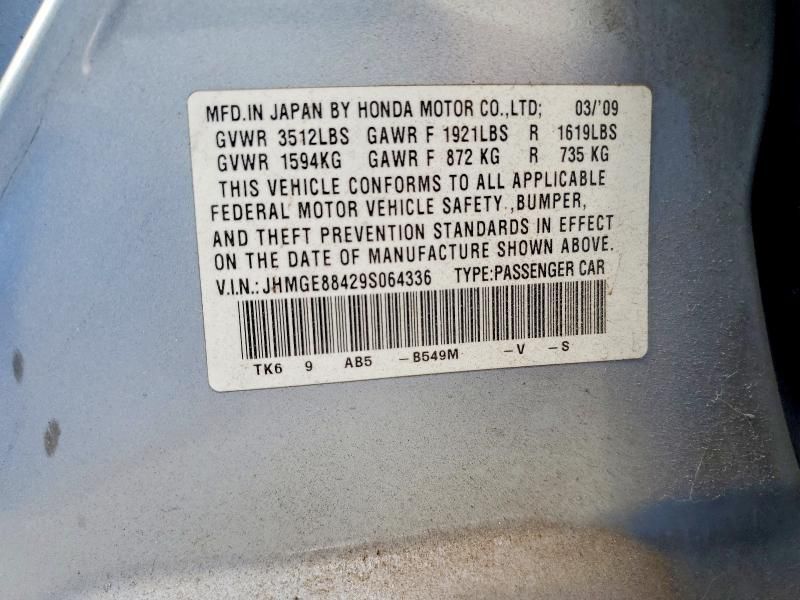 MFD.IN JAPAN BY HONDA MOTOR CO.,LTD; 03/'09
GVWR 3512LBS GAWR F 1921LBS R 1619LBS
GVWR 1594KG GAWR F 872 KG R 735 KG
THIS VEHICLE CONFORMS TO ALL APPLICABLE
FEDERAL MOTOR VEHICLE SAFETY ,BUMPER,
AND THEFT PREVENTION STANDARDS IN EFFECT
ON THE DATE OF MANUFACTURE SHOWN ABOVE.
V.I.N.: JHMGE88429S064336 TYPE:PASSENGER CAR
TK6 9 AB5 -B549M -V -S